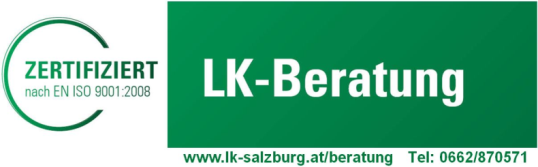 ZERTIFIZIERT
nach EN ISO 9001:2008
LK-Beratung
www.lk-salzburg.at/beratung Tel: 0662/870571